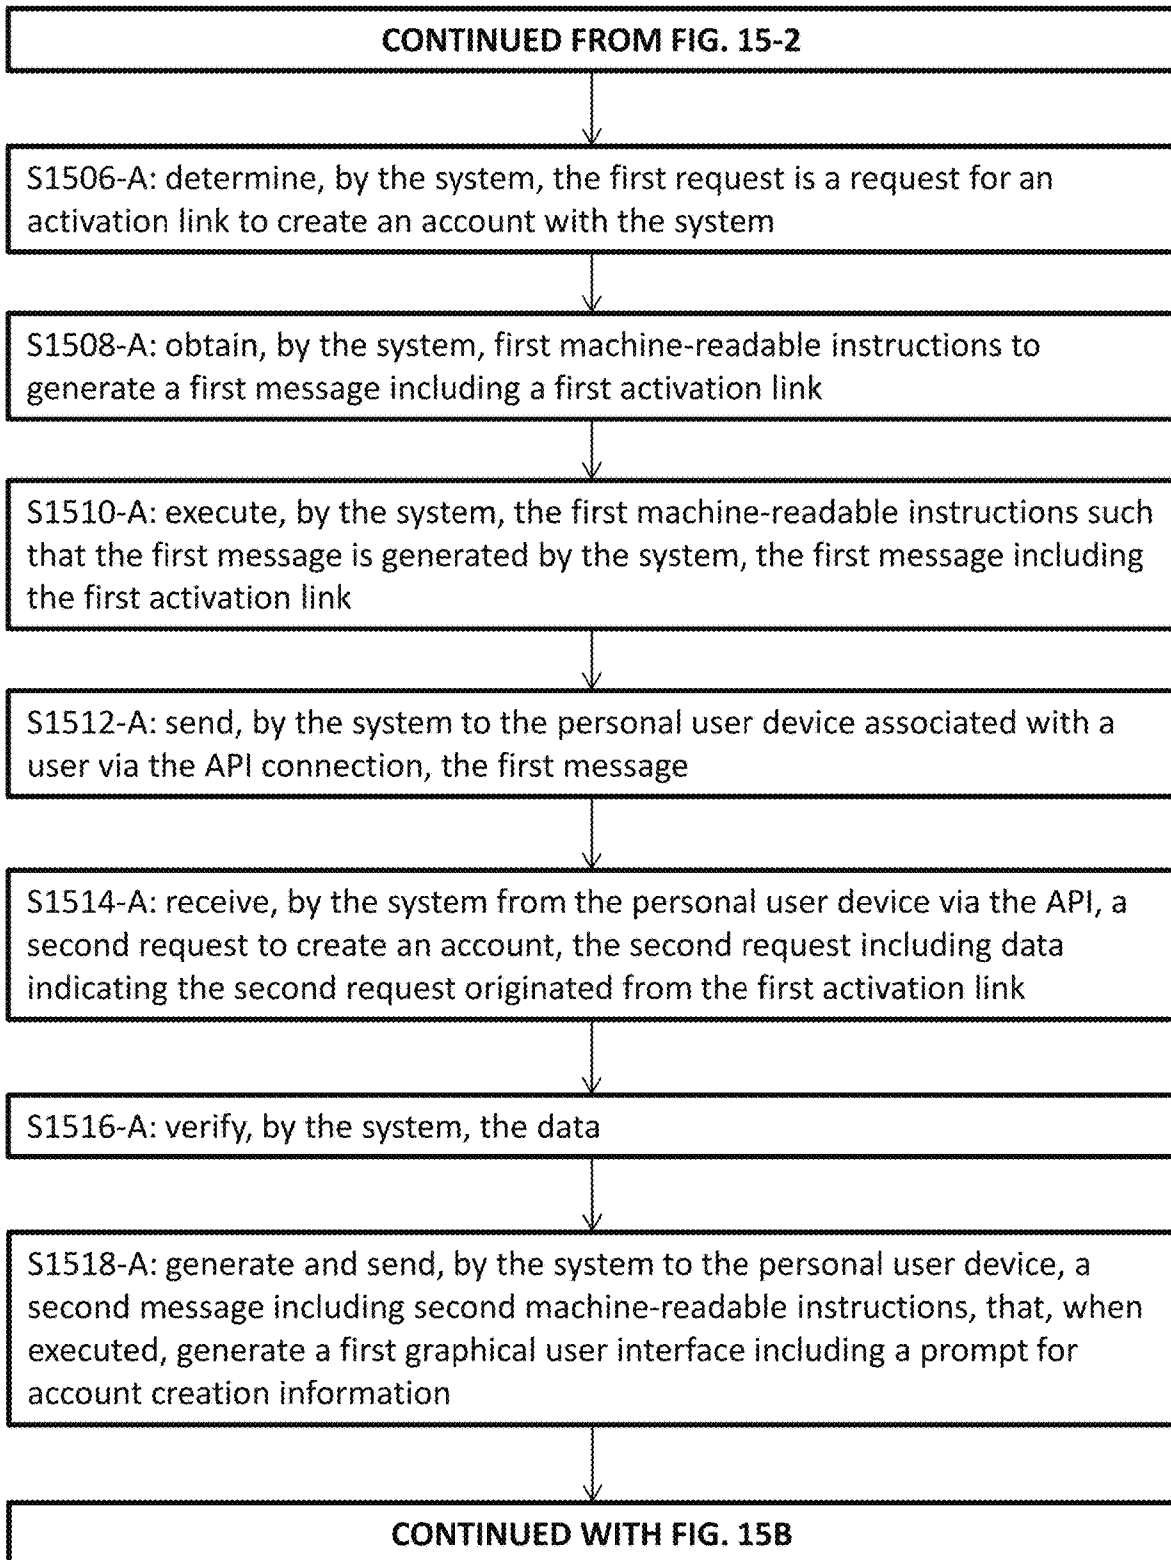 CONTINUED FROM FIG. 15-2
S1506-A: determine, by the system, the first request is a request for an
activation link to create an account with the system
S1508-A: obtain, by the system, first machine-readable instructions to
generate a first message including a first activation link
S1510-A: execute, by the system, the first machine-readable instructions such
that the first message is generated by the system, the first message including
the first activation link
S1512-A: send, by the system to the personal user device associated with a
user via the API connection, the first message
S1514-A: receive, by the system from the personal user device via the API, a
second request to create an account, the second request including data
indicating the second request originated from the first activation link
S1516-A: verify, by the system, the data
S1518-A: generate and send, by the system to the personal user device, a
second message including second machine-readable instructions, that, when
executed, generate a first graphical user interface including a prompt for
account creation information
CONTINUED WITH FIG. 15B